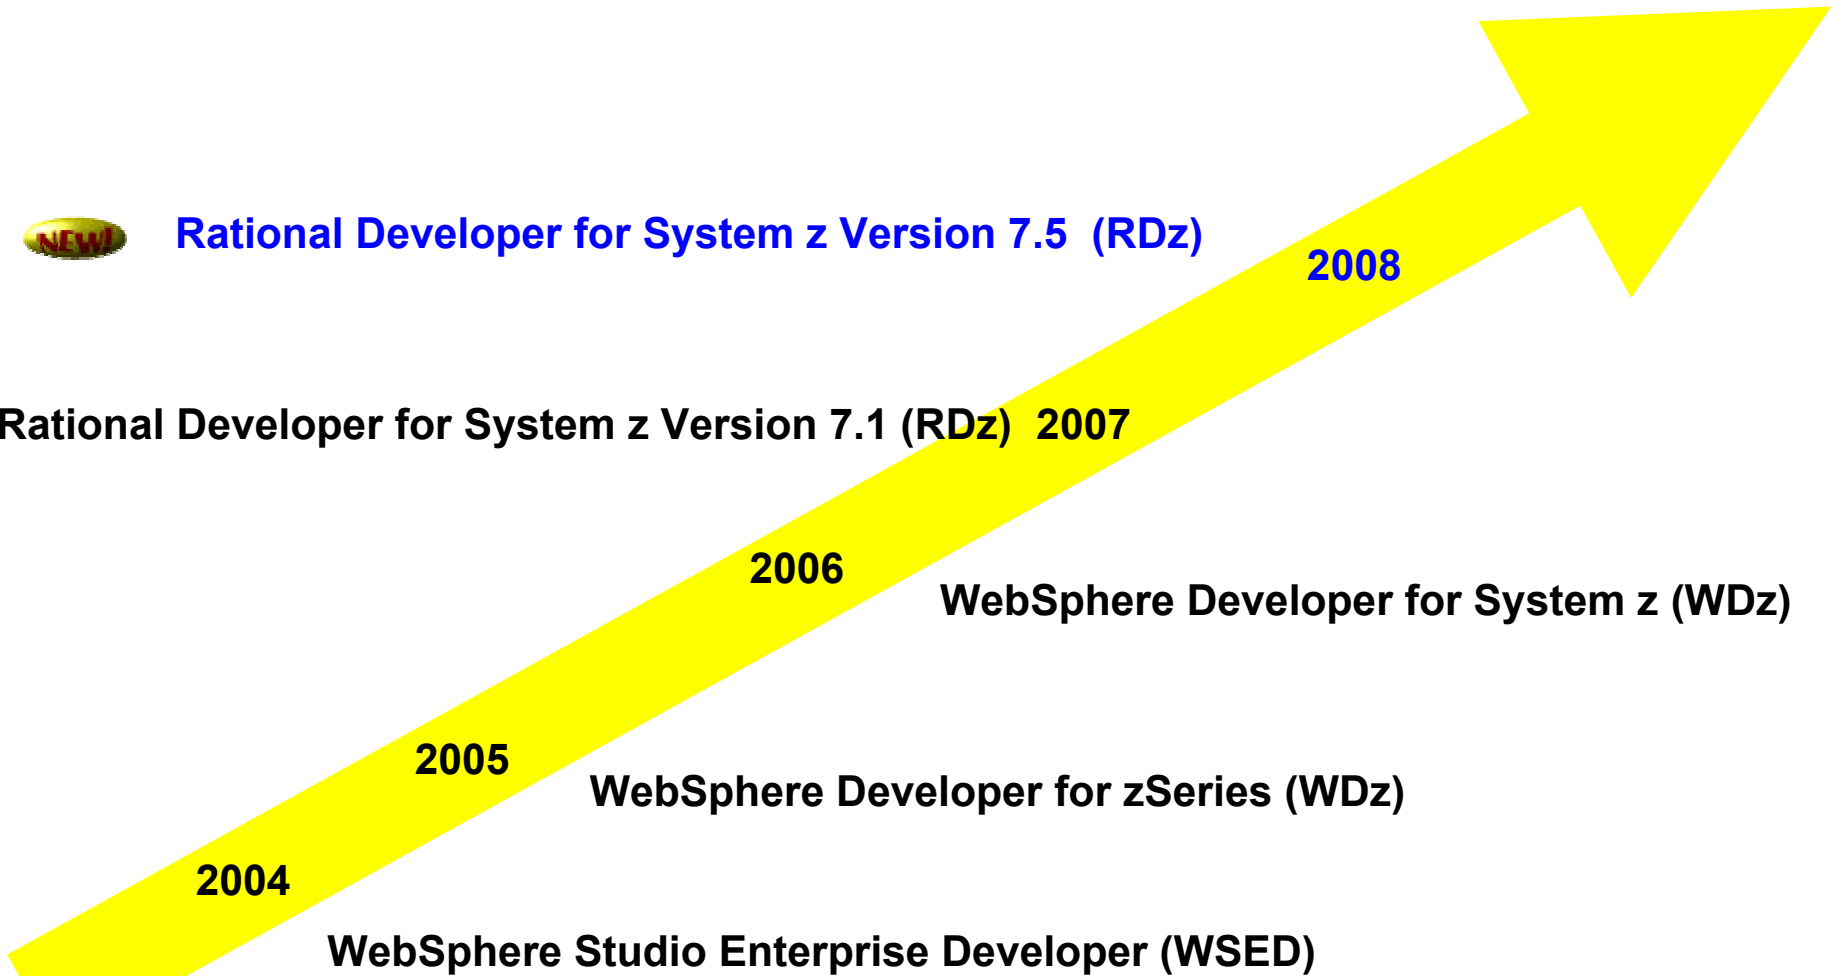 NEW!
Rational Developer for System z Version 7.5 (RDz)
2008
Rational Developer for System z Version 7.1 (RDz) 2007
2006
WebSphere Developer for System z (WDz)
2005
WebSphere Developer for zSeries (WDz)
2004
WebSphere Studio Enterprise Developer (WSED)